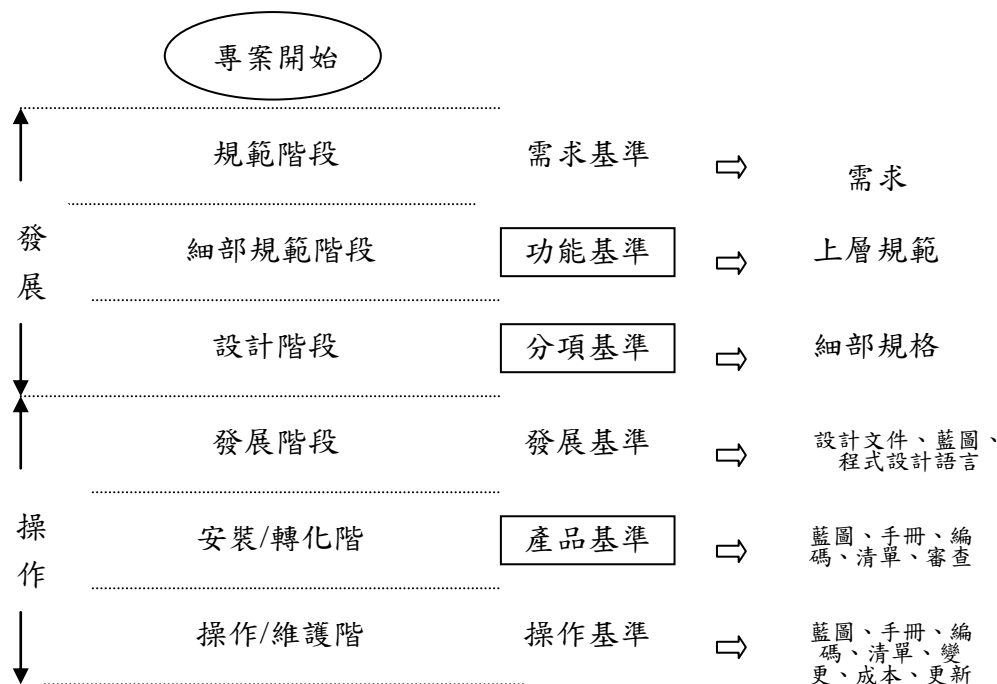 專案開始
規範階段
需求基準
需求
發展
細部規範階段
功能基準
上層規範
設計階段
分項基準
細部規格
發展階段
發展基準
設計文件、藍圖、
程式設計語言
操作
安裝/轉化階
產品基準
藍圖、手冊、編
碼、清單、審查
操作/維護階
操作基準
藍圖、手冊、編
碼、清單、變
更、成本、更新